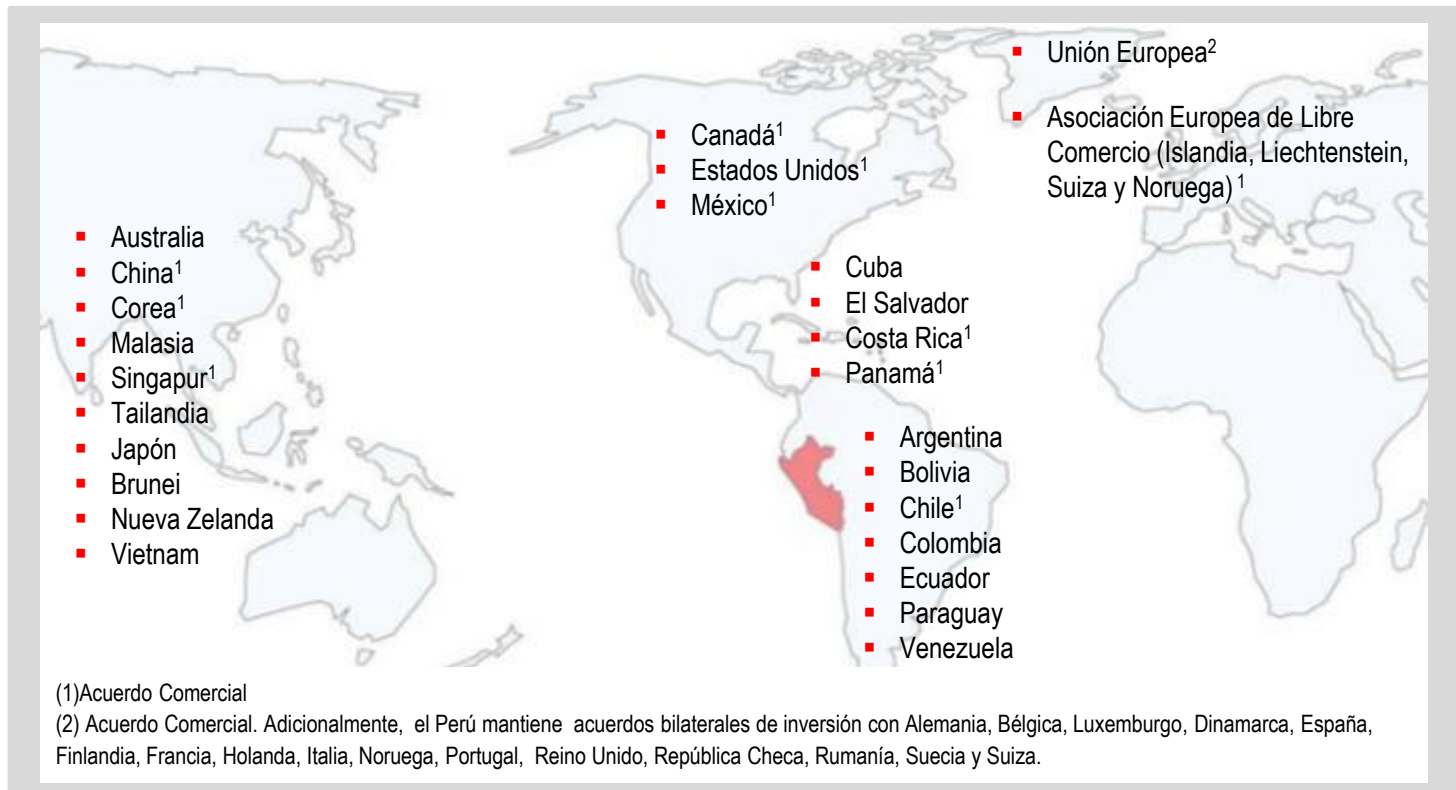 Unión Europea²
Asociación Europea de Libre
Comercio (Islandia, Liechtenstein,
Suiza y Noruega) ¹
Canadá¹
Estados Unidos¹
México¹
Australia
China¹
Corea¹
Malasia
Singapur¹
Tailandia
Japón
Brunei
Nueva Zelanda
Vietnam
Cuba
El Salvador
Costa Rica¹
Panamá¹
Argentina
Bolivia
Chile¹
Colombia
Ecuador
Paraguay
Venezuela
(1)Acuerdo Comercial
(2) Acuerdo Comercial. Adicionalmente, el Perú mantiene acuerdos bilaterales de inversión con Alemania, Bélgica, Luxemburgo, Dinamarca, España,
Finlandia, Francia, Holanda, Italia, Noruega, Portugal, Reino Unido, República Checa, Rumanía, Suecia y Suiza.